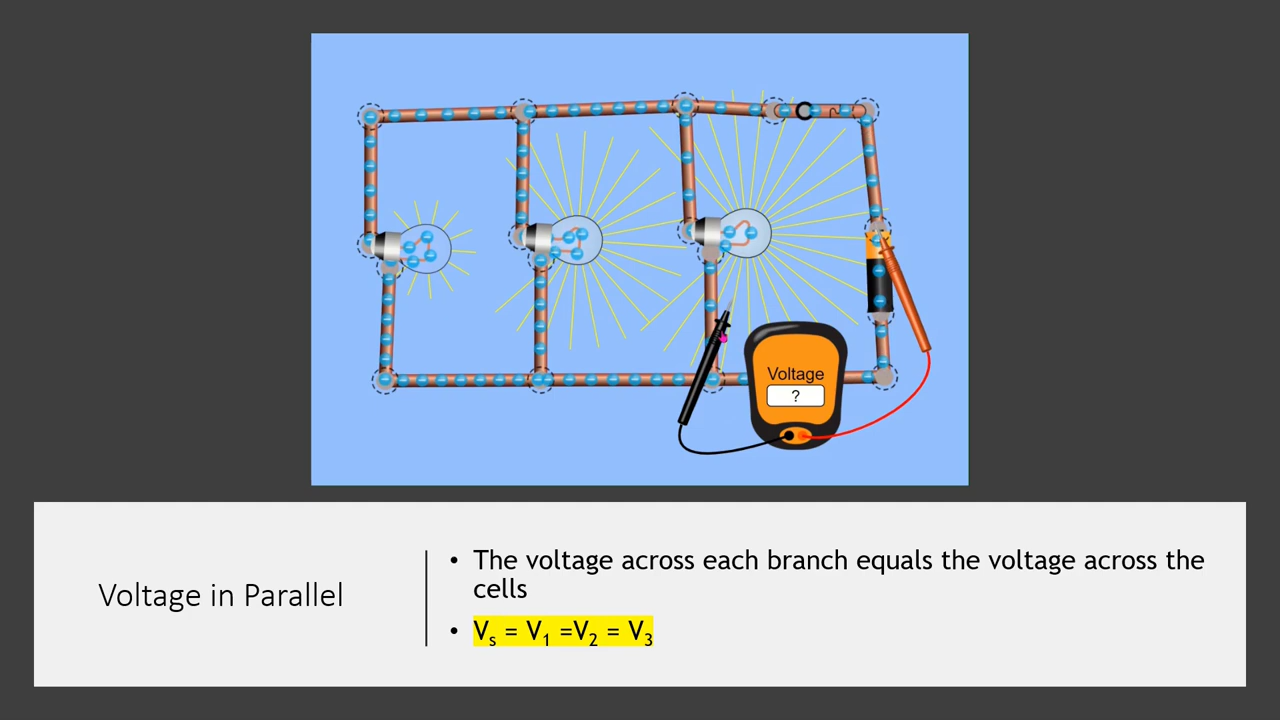 Voltage
?
Voltage in Parallel
• The voltage across each branch equals the voltage across the
cells
• Vs = V1 =V2 = V3